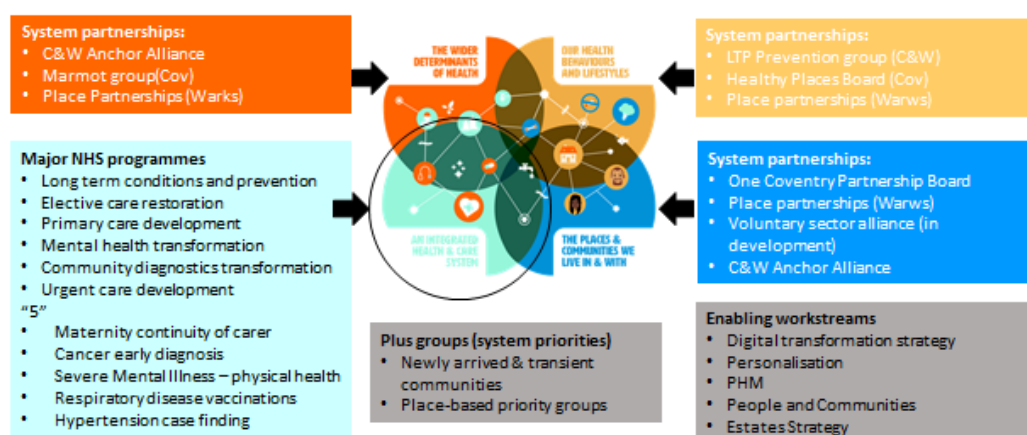 System partnerships:
• C&W Anchor Alliance
• Marmot group(Cov)
• Place Partnerships (Warks)
THE WIDER
DETERMINANTS
OF HEALTH
OUR HEALTH
BEHAVIOURS
AND LIFESTYLES
System partnerships:
• LTP Prevention group (C&W)
• Healthy Places Board (Cov)
• Place partnerships (Warws)
Major NHS programmes
• Long term conditions and prevention
• Elective care restoration
• Primary care development
• Mental health transformation
• Community diagnostics transformation
• Urgent care development
“5”
• Maternity continuity of carer
• Cancer early diagnosis
• Severe Mental Illness – physical health
• Respiratory disease vaccinations
• Hypertension case finding
AN INTEGRATED
HEALTH & CARE
SYSTEM
THE PLACES &
COMMUNITIES WE
LIVE IN & WITH
System partnerships:
• One Coventry Partnership Board
• Place partnerships (Warws)
• Voluntary sector alliance (in
development)
• C&W Anchor Alliance
Plus groups (system priorities)
• Newly arrived & transient
communities
• Place-based priority groups
Enabling workstreams
• Digital transformation strategy
• Personalisation
• PHM
• People and Communities
• Estates Strategy